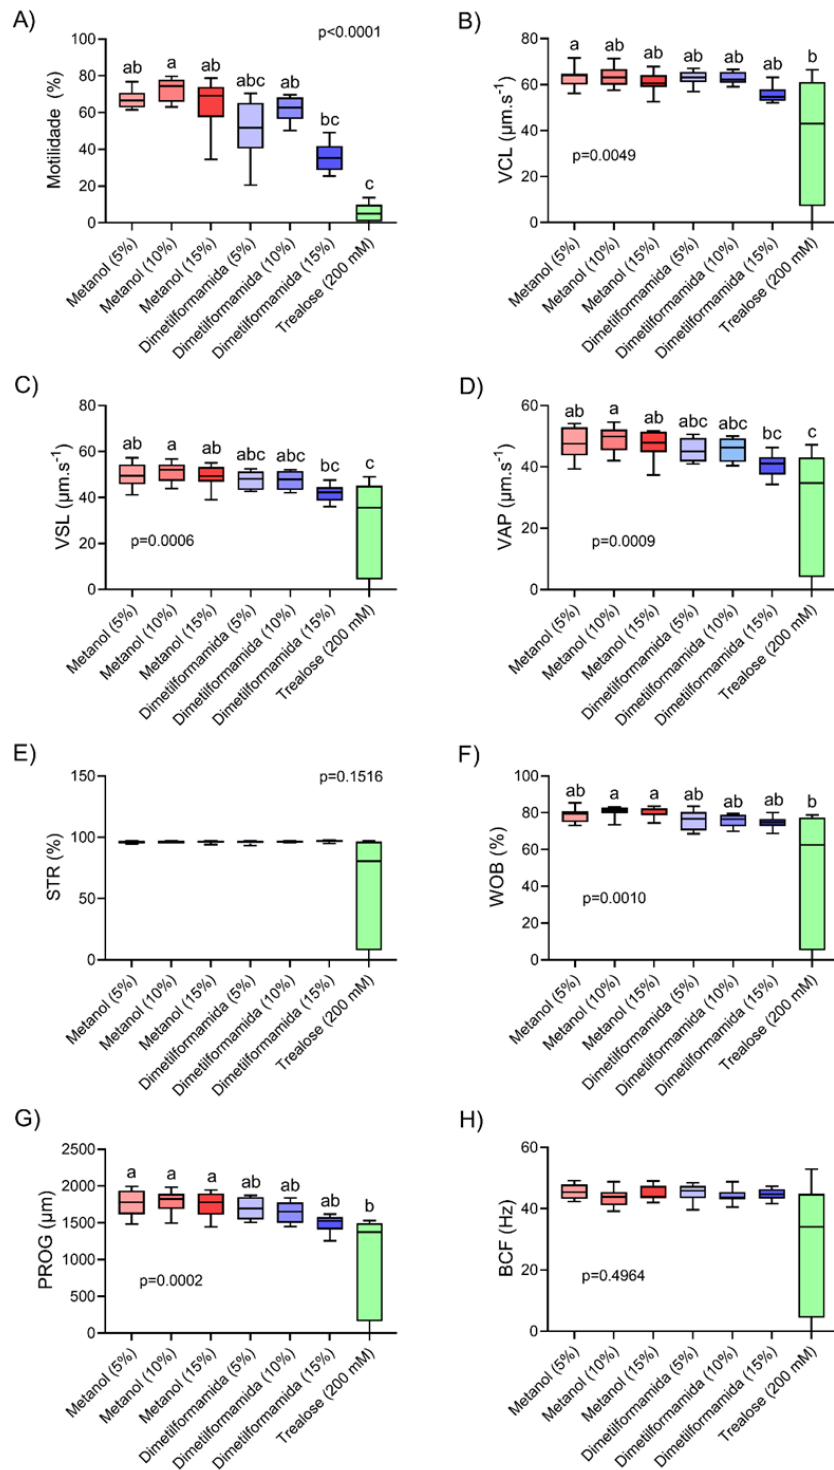 A)
p<0.0001
ab a ab abc ab bc c
Motilidade (%)
100
80
60
40
20
0
Metanol (5%)
Metanol (10%)
Metanol (15%)
Dimetilformamida (5%)
Dimetilformamida (10%)
Dimetilformamida (15%)
Trealose (200 mM)
B)
a ab ab ab ab ab b
VCL (µm.s⁻¹)
80
60
40
20
0
p=0.0049
Metanol (5%)
Metanol (10%)
Metanol (15%)
Dimetilformamida (5%)
Dimetilformamida (10%)
Dimetilformamida (15%)
Trealose (200 mM)
C)
ab a ab abc abc bc c
VSL (µm.s⁻¹)
80
60
40
20
0
p=0.0006
Metanol (5%)
Metanol (10%)
Metanol (15%)
Dimetilformamida (5%)
Dimetilformamida (10%)
Dimetilformamida (15%)
Trealose (200 mM)
D)
ab a ab abc abc bc c
VAP (µm.s⁻¹)
60
40
20
0
p=0.0009
Metanol (5%)
Metanol (10%)
Metanol (15%)
Dimetilformamida (5%)
Dimetilformamida (10%)
Dimetilformamida (15%)
Trealose (200 mM)
E)
p=0.1516
STR (%)
150
100
50
0
Metanol (5%)
Metanol (10%)
Metanol (15%)
Dimetilformamida (5%)
Dimetilformamida (10%)
Dimetilformamida (15%)
Trealose (200 mM)
F)
ab a a ab ab ab b
WOB (%)
100
80
60
40
20
0
p=0.0010
Metanol (5%)
Metanol (10%)
Metanol (15%)
Dimetilformamida (5%)
Dimetilformamida (10%)
Dimetilformamida (15%)
Trealose (200 mM)
G)
a a a ab ab ab b
PROG (µm)
2500
2000
1500
1000
500
0
p=0.0002
Metanol (5%)
Metanol (10%)
Metanol (15%)
Dimetilformamida (5%)
Dimetilformamida (10%)
Dimetilformamida (15%)
Trealose (200 mM)
H)
BCF (Hz)
60
40
20
0
p=0.4964
Metanol (5%)
Metanol (10%)
Metanol (15%)
Dimetilformamida (5%)
Dimetilformamida (10%)
Dimetilformamida (15%)
Trealose (200 mM)